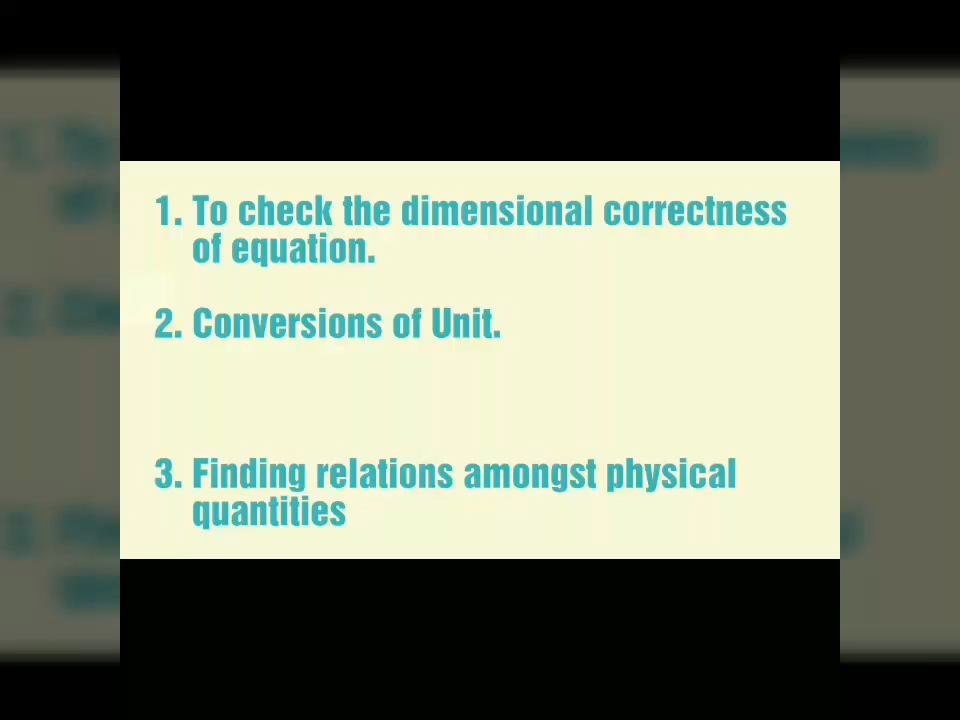 1. To check the dimensional correctness
of equation.
2. Conversions of Unit.
3. Finding relations amongst physical
quantities